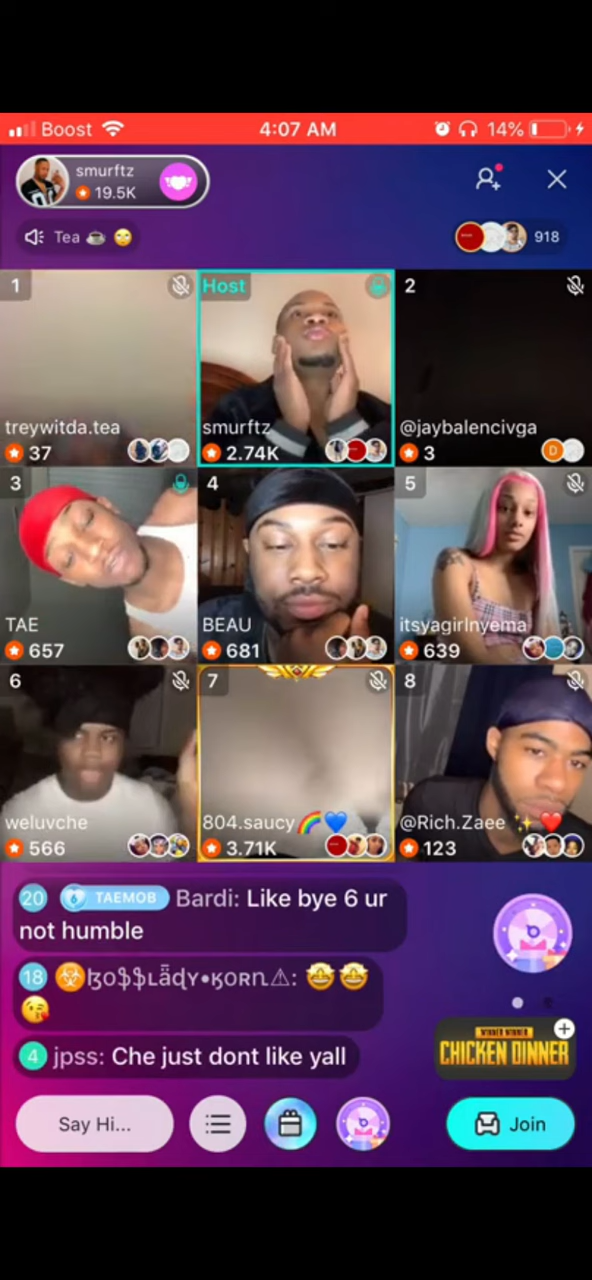 Boost 4:07 AM 14%
smurftz
19.5K
Tea ☕ 🙄 918
1 Host 2
treywitda.tea smurftz @jaybalencivga
37 2.74K D 3
3 4 5
TAE BEAU itsyagirlnyema
657 681 639
6 7 8
weluvche 804.saucy🌈💙 @Rich.Zaee ✨❤️
566 3.71K 123
20 TAEMOB Bardi: Like bye 6 ur
not humble
18 🤩🤩
😘
WINNER WINNER
CHICKEN DINNER
4 jpss: Che just dont like yall
Say Hi... Join